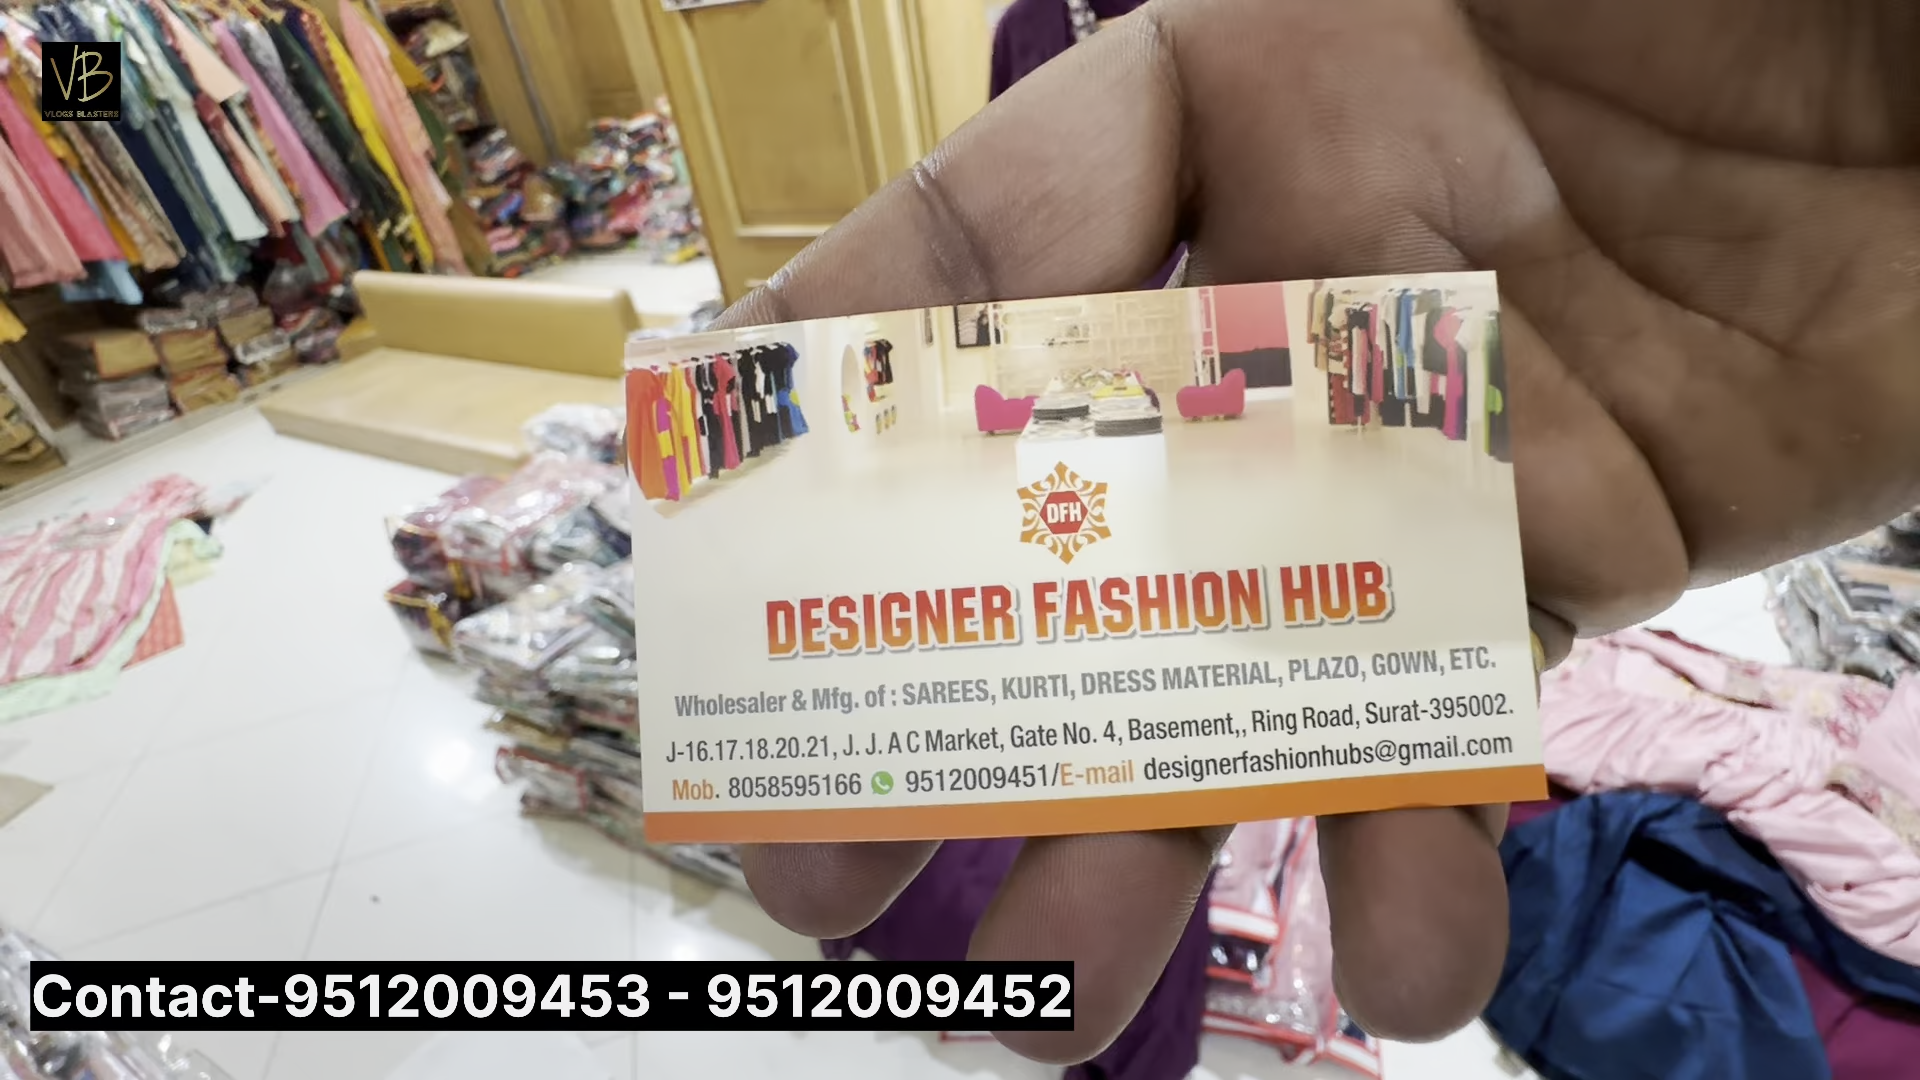 VB
VLOGS BLASTERS
DFH
DESIGNER FASHION HUB
Wholesaler & Mfg. of : SAREES, KURTI, DRESS MATERIAL, PLAZO, GOWN, ETC.
J-16.17.18.20.21, J. J. A C Market, Gate No. 4, Basement,, Ring Road, Surat-395002.
Mob. 8058595166 9512009451/E-mail designerfashionhubs@gmail.com
Contact-9512009453 - 9512009452